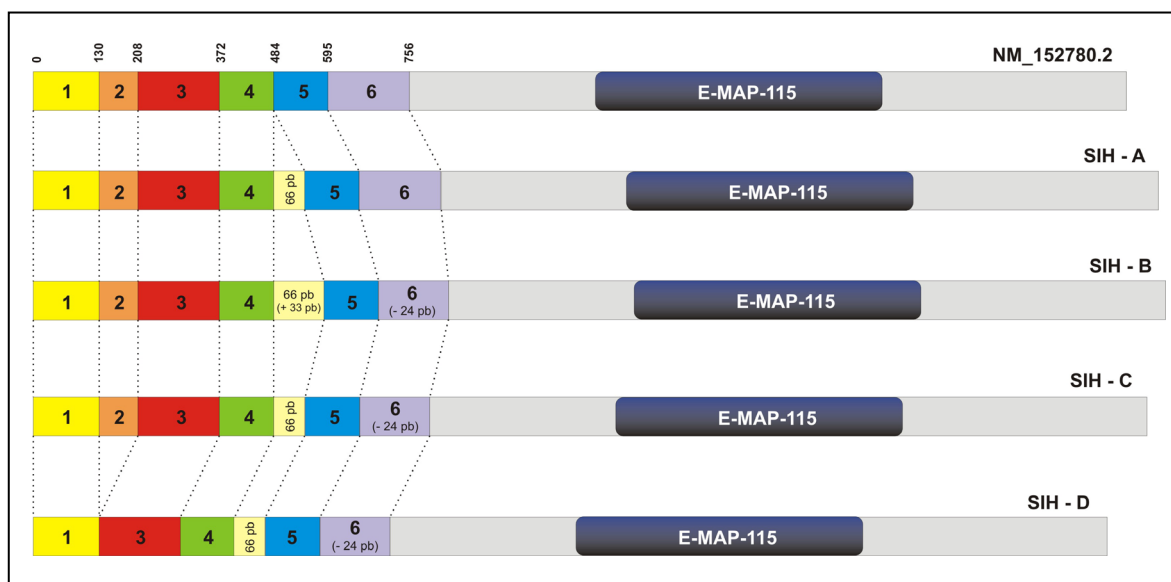 0 130 208 372 484 595 756
NM_152780.2
1 2 3 4 5 6 E-MAP-115
SIH - A
1 2 3 4 66 pb 5 6 E-MAP-115
SIH - B
1 2 3 4 66 pb (+ 33 pb) 5 6 (- 24 pb) E-MAP-115
SIH - C
1 2 3 4 66 pb 5 6 (- 24 pb) E-MAP-115
SIH - D
1 3 4 66 pb 5 6 (- 24 pb) E-MAP-115